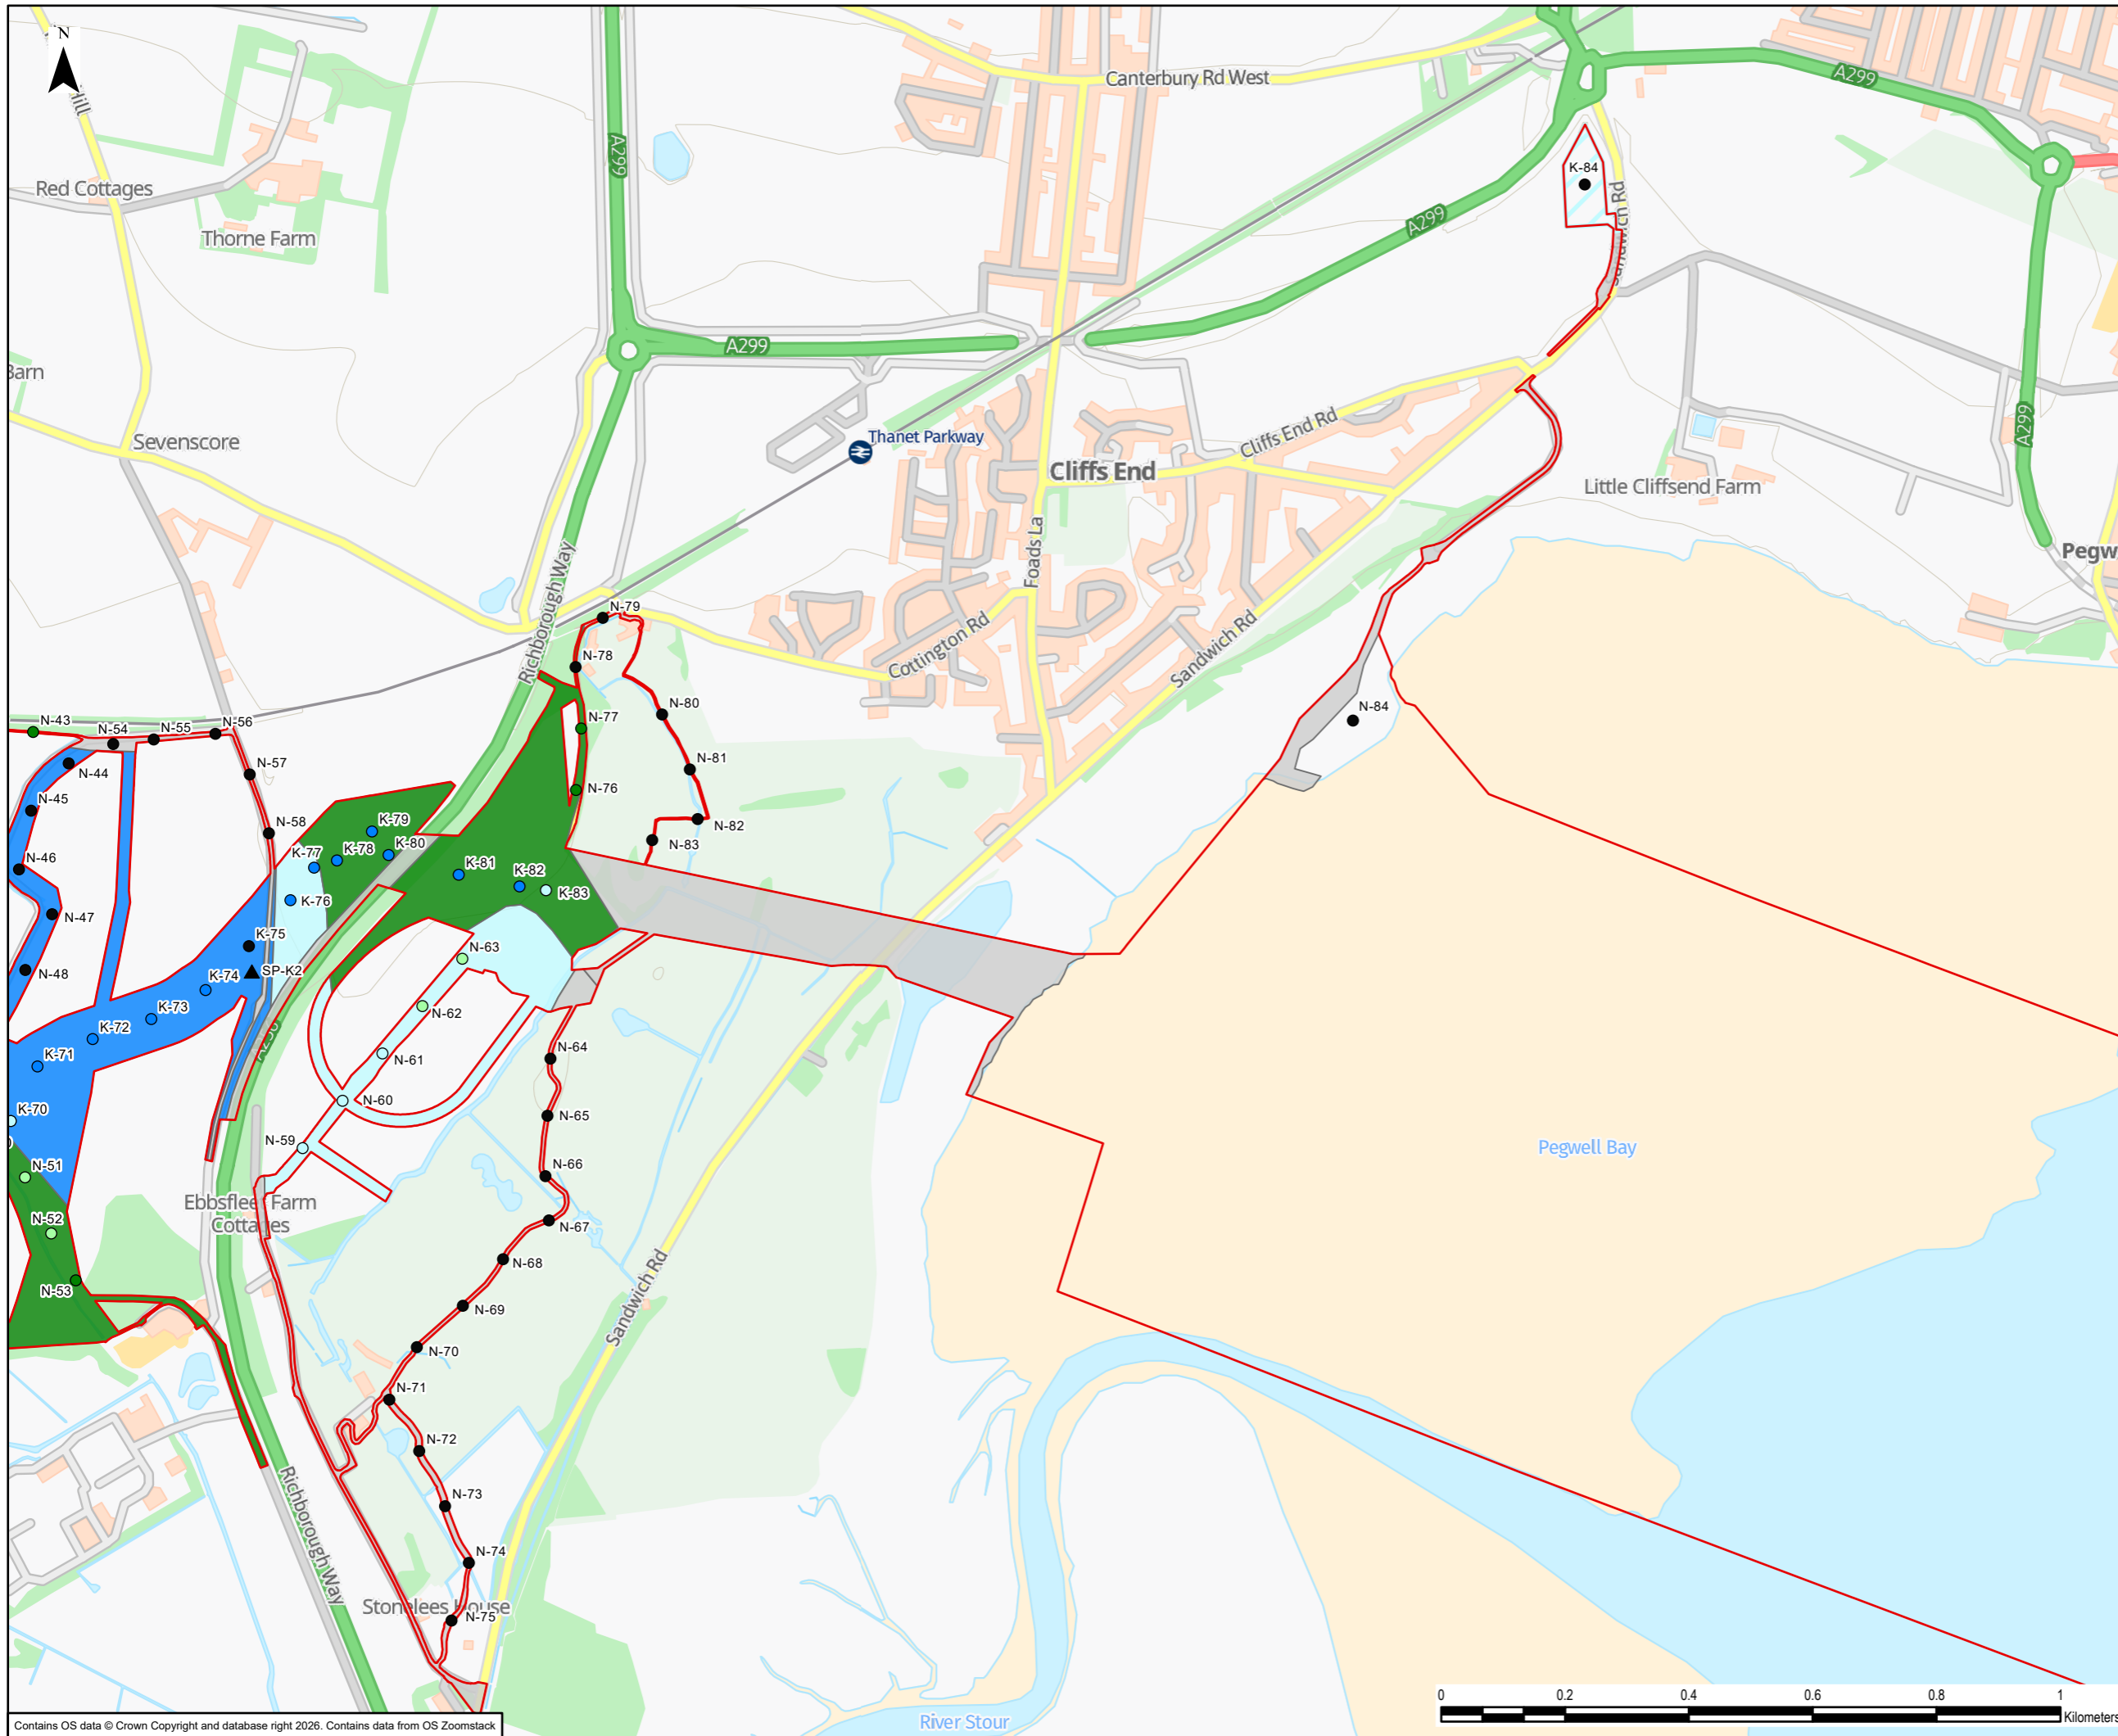 N
Hill
A299
Canterbury Rd West
A299
Red Cottages
K-84
Thorne Farm
Sandwich Rd
A299
A299
Barn
Sevenscore
Thanet Parkway
Cliffs End Rd
Cliffs End
A299
Little Cliffsend Farm
Foads La
Richborough Way
Pegw
N-79
Cottington Rd
Sandwich Rd
N-78
N-80
N-84
N-43
N-54
N-55
N-56
N-77
N-44
N-57
N-81
N-45
N-76
N-58
K-79
N-82
K-77
K-78
K-80
N-83
N-46
K-81
K-82
K-83
K-76
N-47
K-75
N-63
N-48
K-74
SP-K2
K-73
N-62
K-72
A256
N-61
N-64
K-71
N-60
K-70
N-65
N-59
Pegwell Bay
N-51
N-66
Ebbsfleet Farm
Cottages
N-52
N-67
N-68
N-53
Sandwich Rd
N-69
N-70
N-71
N-72
Richborough Way
N-73
N-74
Stonelees House
N-75
0 0.2 0.4 0.6 0.8 1
Kilometers
River Stour
Contains OS data © Crown Copyright and database right 2026. Contains data from OS Zoomstack